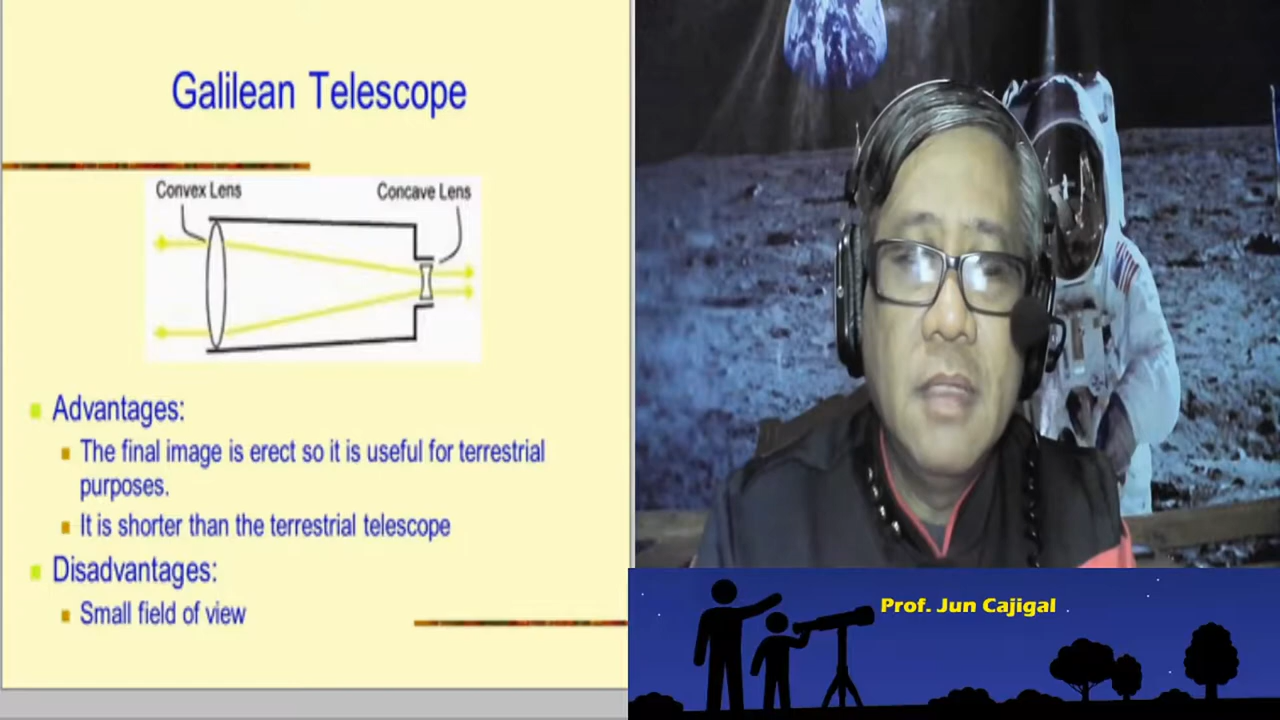 Galilean Telescope
Convex Lens
Concave Lens
Advantages:
The final image is erect so it is useful for terrestrial
purposes.
It is shorter than the terrestrial telescope
Disadvantages:
Small field of view
Prof. Jun Cajigal